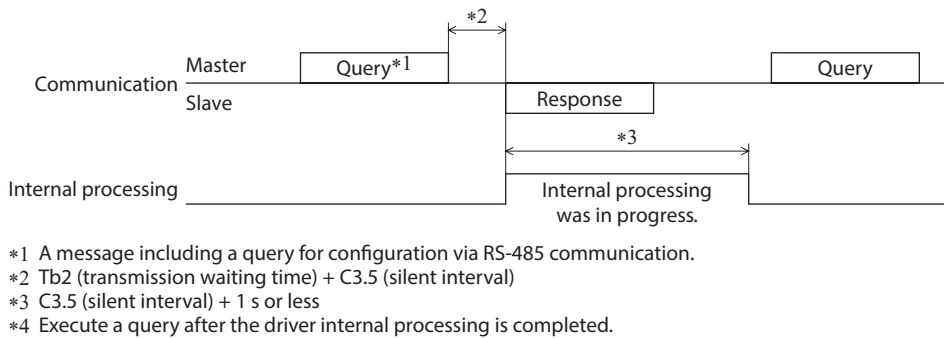 *2
Master
Query*1
Query
Communication
Slave
Response
*3
Internal processing
Internal processing
was in progress.
*1 A message including a query for configuration via RS-485 communication.
*2 Tb2 (transmission waiting time) + C3.5 (silent interval)
*3 C3.5 (silent interval) + 1 s or less
*4 Execute a query after the driver internal processing is completed.